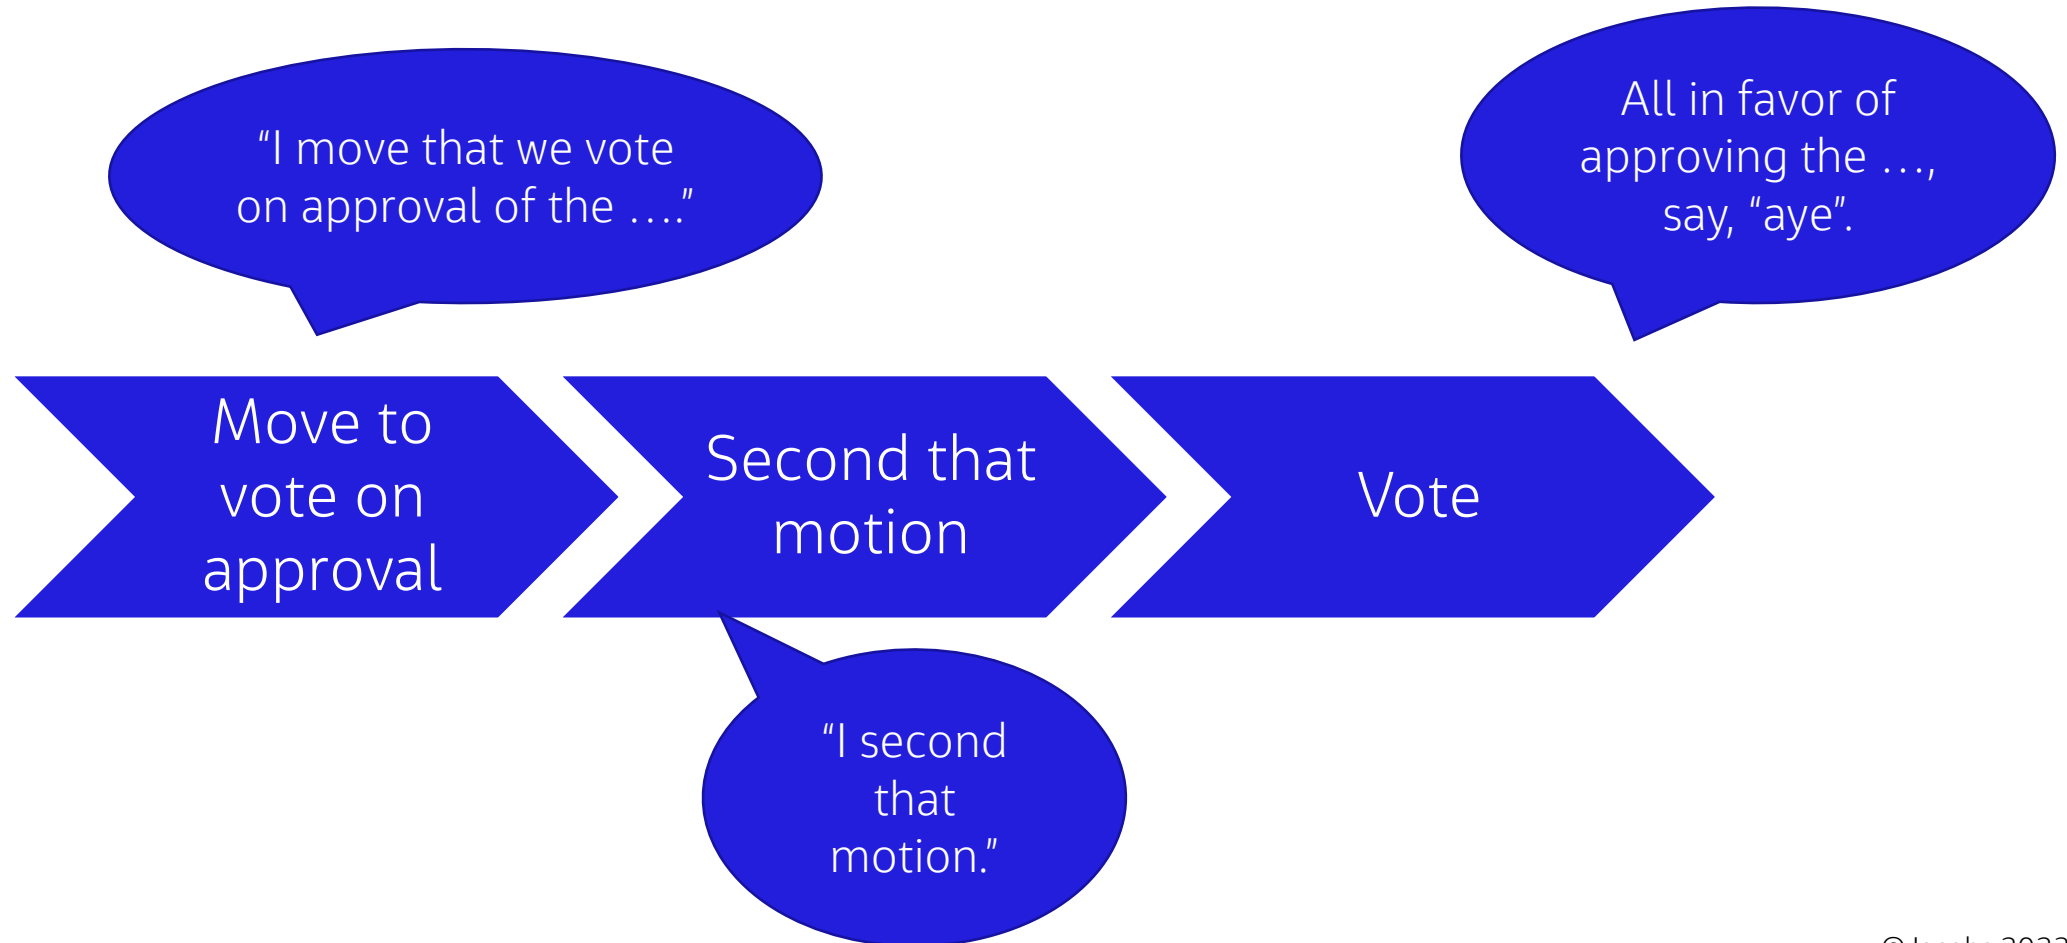 “I move that we vote
on approval of the ….”
All in favor of
approving the …,
say, “aye”.
Move to
vote on
approval
Second that
motion
Vote
“I second
that
motion.”